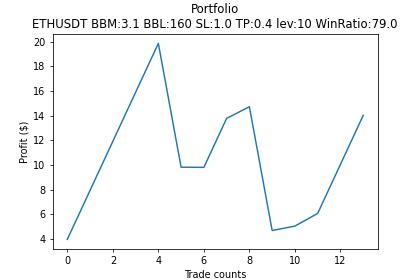 Portfolio
ETHUSDT BBM:3.1 BBL:160 SL:1.0 TP:0.4 lev:10 WinRatio:79.0
20
18
16
14
12
10
8
6
4
Profit ($)
0 2 4 6 8 10 12
Trade counts